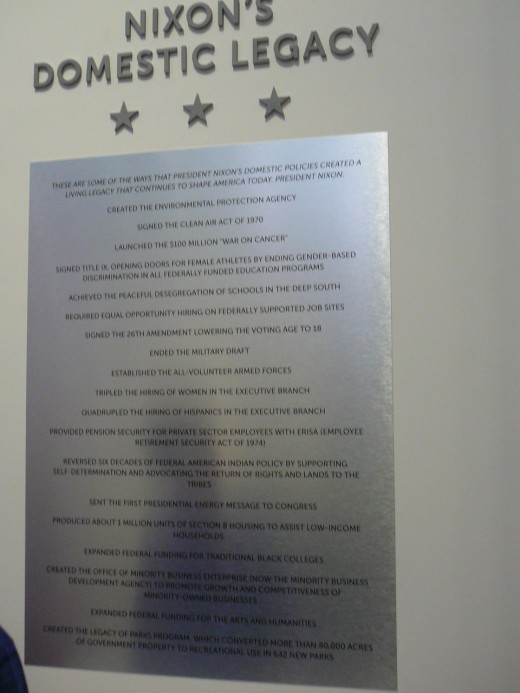 NIXON'S
DOMESTIC LEGACY
THESE ARE SOME OF THE WAYS THAT PRESIDENT NIXON'S DOMESTIC POLICIES CREATED A
LIVING LEGACY THAT CONTINUES TO SHAPE AMERICA TODAY. PRESIDENT NIXON:
CREATED THE ENVIRONMENTAL PROTECTION AGENCY
SIGNED THE CLEAN AIR ACT OF 1970
LAUNCHED THE $100 MILLION "WAR ON CANCER"
SIGNED TITLE IX, OPENING DOORS FOR FEMALE ATHLETES BY ENDING GENDER-BASED
DISCRIMINATION IN ALL FEDERALLY FUNDED EDUCATION PROGRAMS
ACHIEVED THE PEACEFUL DESEGREGATION OF SCHOOLS IN THE DEEP SOUTH
REQUIRED EQUAL OPPORTUNITY HIRING ON FEDERALLY SUPPORTED JOB SITES
SIGNED THE 26TH AMENDMENT LOWERING THE VOTING AGE TO 18
ENDED THE MILITARY DRAFT
ESTABLISHED THE ALL-VOLUNTEER ARMED FORCES
TRIPLED THE HIRING OF WOMEN IN THE EXECUTIVE BRANCH
QUADRUPLED THE HIRING OF HISPANICS IN THE EXECUTIVE BRANCH
PROVIDED PENSION SECURITY FOR PRIVATE SECTOR EMPLOYEES WITH ERISA (EMPLOYEE
RETIREMENT SECURITY ACT OF 1974)
REVERSED SIX DECADES OF FEDERAL AMERICAN INDIAN POLICY BY SUPPORTING
SELF-DETERMINATION AND ADVOCATING THE RETURN OF RIGHTS AND LANDS TO THE
TRIBES
SENT THE FIRST PRESIDENTIAL ENERGY MESSAGE TO CONGRESS
PRODUCED ABOUT 1 MILLION UNITS OF SECTION 8 HOUSING TO ASSIST LOW-INCOME
HOUSEHOLDS
EXPANDED FEDERAL FUNDING FOR TRADITIONAL BLACK COLLEGES
CREATED THE OFFICE OF MINORITY BUSINESS ENTERPRISE (NOW THE MINORITY BUSINESS
DEVELOPMENT AGENCY) TO PROMOTE GROWTH AND COMPETITIVENESS OF
MINORITY-OWNED BUSINESSES
EXPANDED FEDERAL FUNDING FOR THE ARTS AND HUMANITIES
CREATED THE LEGACY OF PARKS PROGRAM, WHICH CONVERTED MORE THAN 80,000 ACRES
OF GOVERNMENT PROPERTY TO RECREATIONAL USE IN 642 NEW PARKS